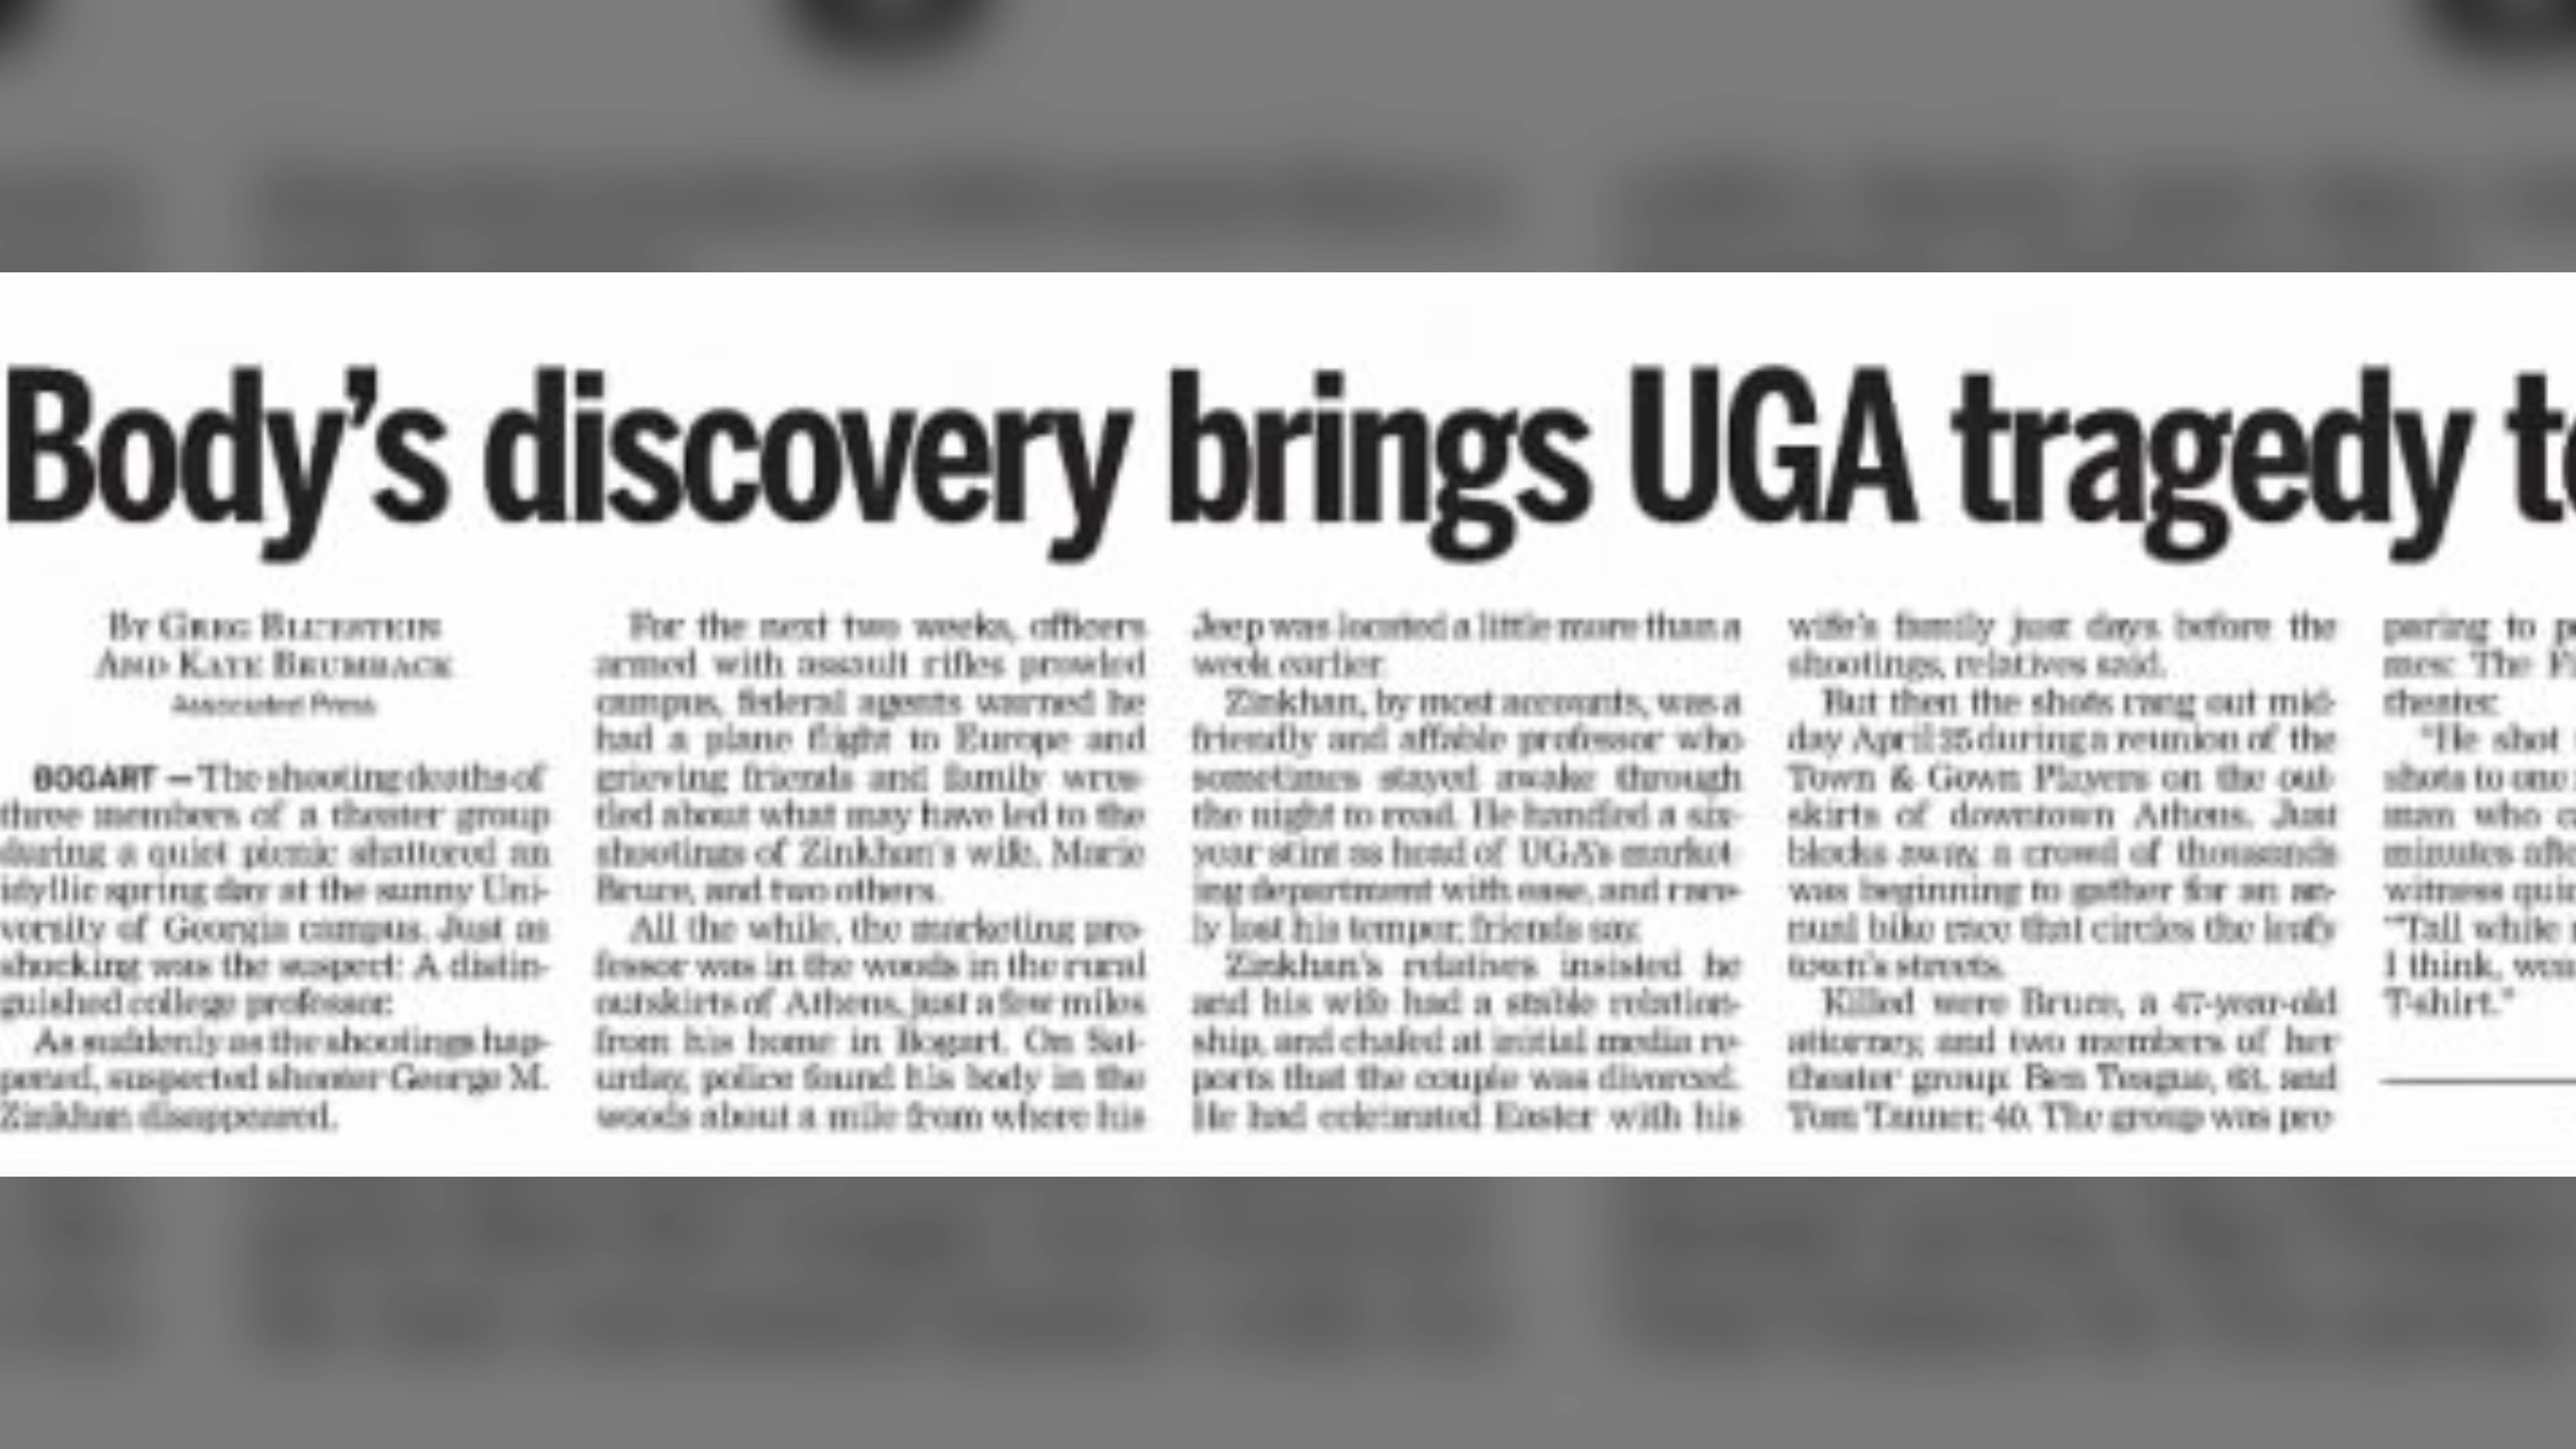 Body's discovery brings UGA tragedy
BY GREG BLUESTEIN
AND KATE BRUMBACK
Associated Press
BOGART — The shooting deaths of
three members of a theater group
during a quiet picnic shattered an
idyllic spring day at the sunny Uni-
versity of Georgia campus. Just as
shocking was the suspect: A distin-
guished college professor.
As suddenly as the shootings hap-
pened, suspected shooter George M.
Zinkhan disappeared.
For the next two weeks, officers
armed with assault rifles prowled
campus, federal agents warned he
had a plane flight to Europe and
grieving friends and family wres-
tled about what may have led to the
shootings of Zinkhan's wife, Marie
Bruce, and two others.
All the while, the marketing pro-
fessor was in the woods in the rural
outskirts of Athens, just a few miles
from his home in Bogart. On Sat-
urday, police found his body in the
woods about a mile from where his
Jeep was located a little more than a
week earlier.
Zinkhan, by most accounts, was a
friendly and affable professor who
sometimes stayed awake through
the night to read. He handled a six-
year stint as head of UGA's market-
ing department with ease, and rare-
ly lost his temper, friends say.
Zinkhan's relatives insisted he
and his wife had a stable relation-
ship, and chafed at initial media re-
ports that the couple was divorced.
He had celebrated Easter with his
wife's family just days before the
shootings, relatives said.
But then the shots rang out mid-
day April 25 during a reunion of the
Town & Gown Players on the out-
skirts of downtown Athens. Just
blocks away, a crowd of thousands
was beginning to gather for an an-
nual bike race that circles the leafy
town's streets.
Killed were Bruce, a 47-year-old
attorney, and two members of her
theater group: Ben Teague, 63, and
Tom Tanner, 40. The group was pre-
paring to
mes: The
theater.
"He shot
shots to one
man who
minutes
witness
"Tall white
I think,
T-shirt."